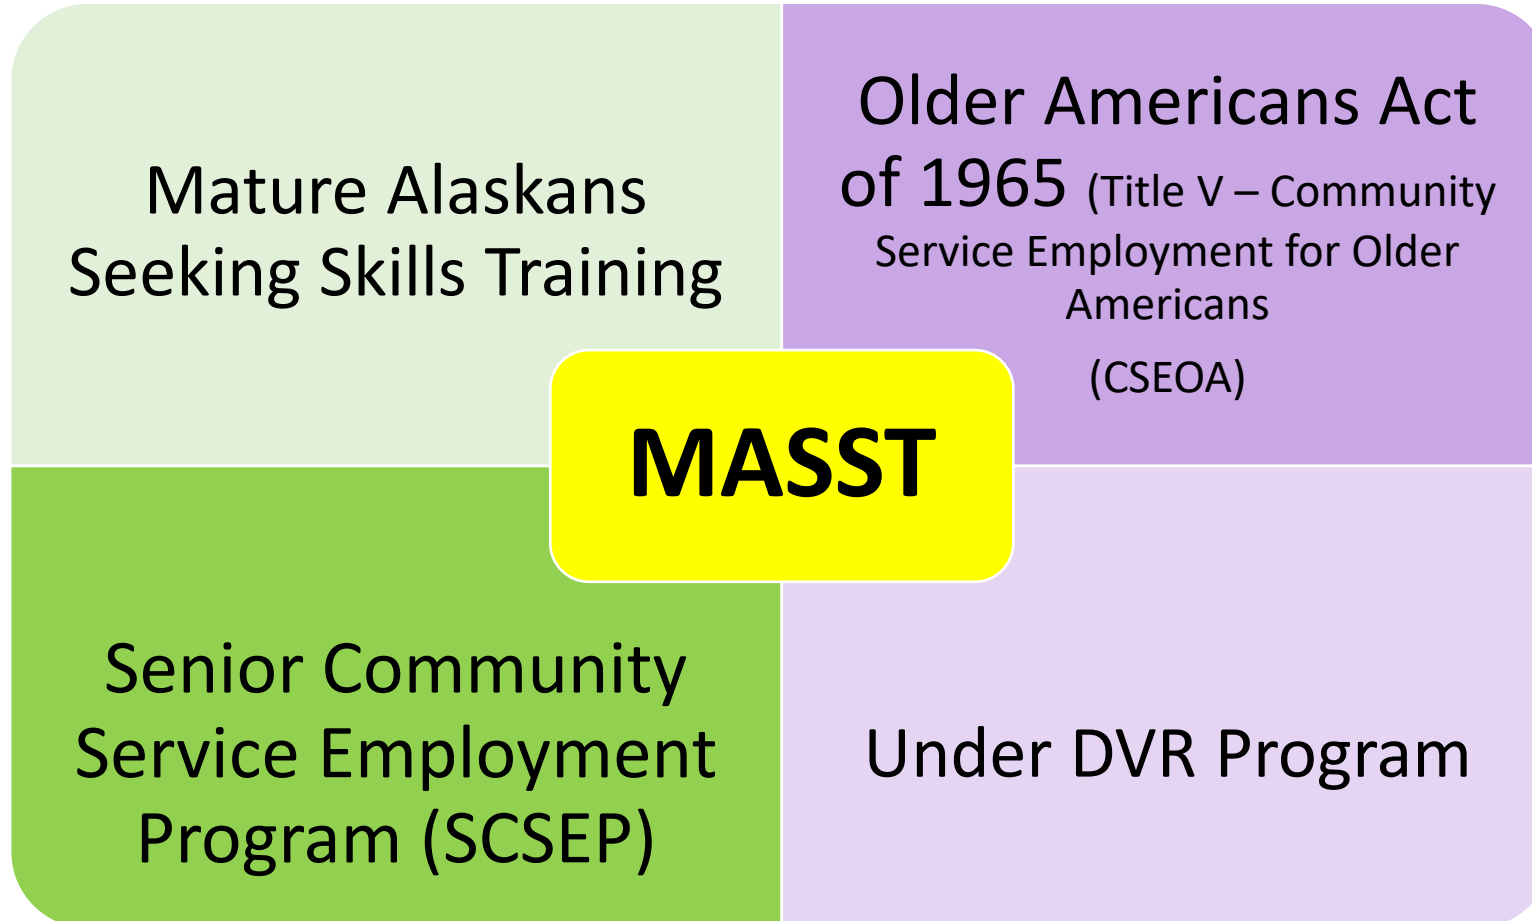 Mature Alaskans
Seeking Skills Training
Older Americans Act
of 1965 (Title V – Community
Service Employment for Older
Americans
(CSEOA)
MASST
Senior Community
Service Employment
Program (SCSEP)
Under DVR Program